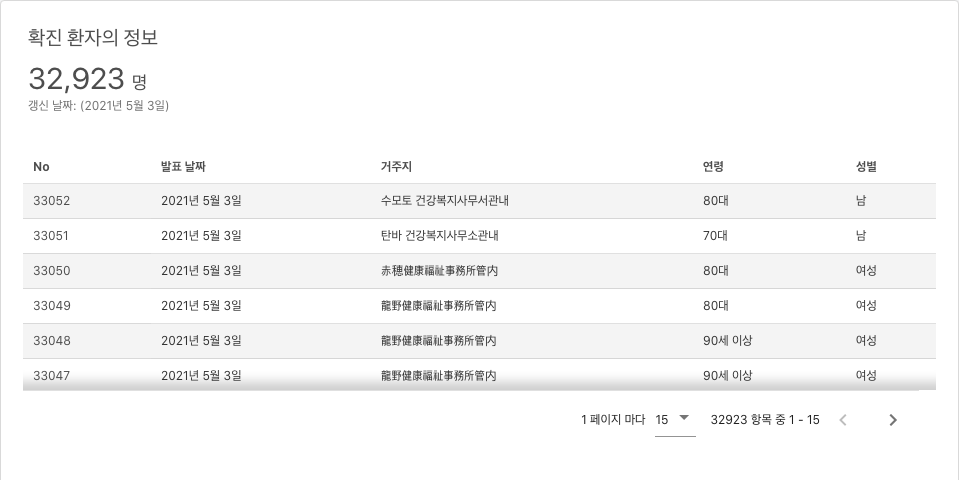 확진 환자의 정보
32,923 명
갱신 날짜: (2021년 5월 3일)
No 발표 날짜 거주지 연령 성별
33052 2021년 5월 3일 수모토 건강복지사무서관내 80대 남
33051 2021년 5월 3일 탄바 건강복지사무소관내 70대 남
33050 2021년 5월 3일 赤穂健康福祉事務所管内 80대 여성
33049 2021년 5월 3일 龍野健康福祉事務所管内 80대 여성
33048 2021년 5월 3일 龍野健康福祉事務所管内 90세 이상 여성
33047 2021년 5월 3일 龍野健康福祉事務所管内 90세 이상 여성
1 페이지 마다 15 32923 항목 중 1 - 15